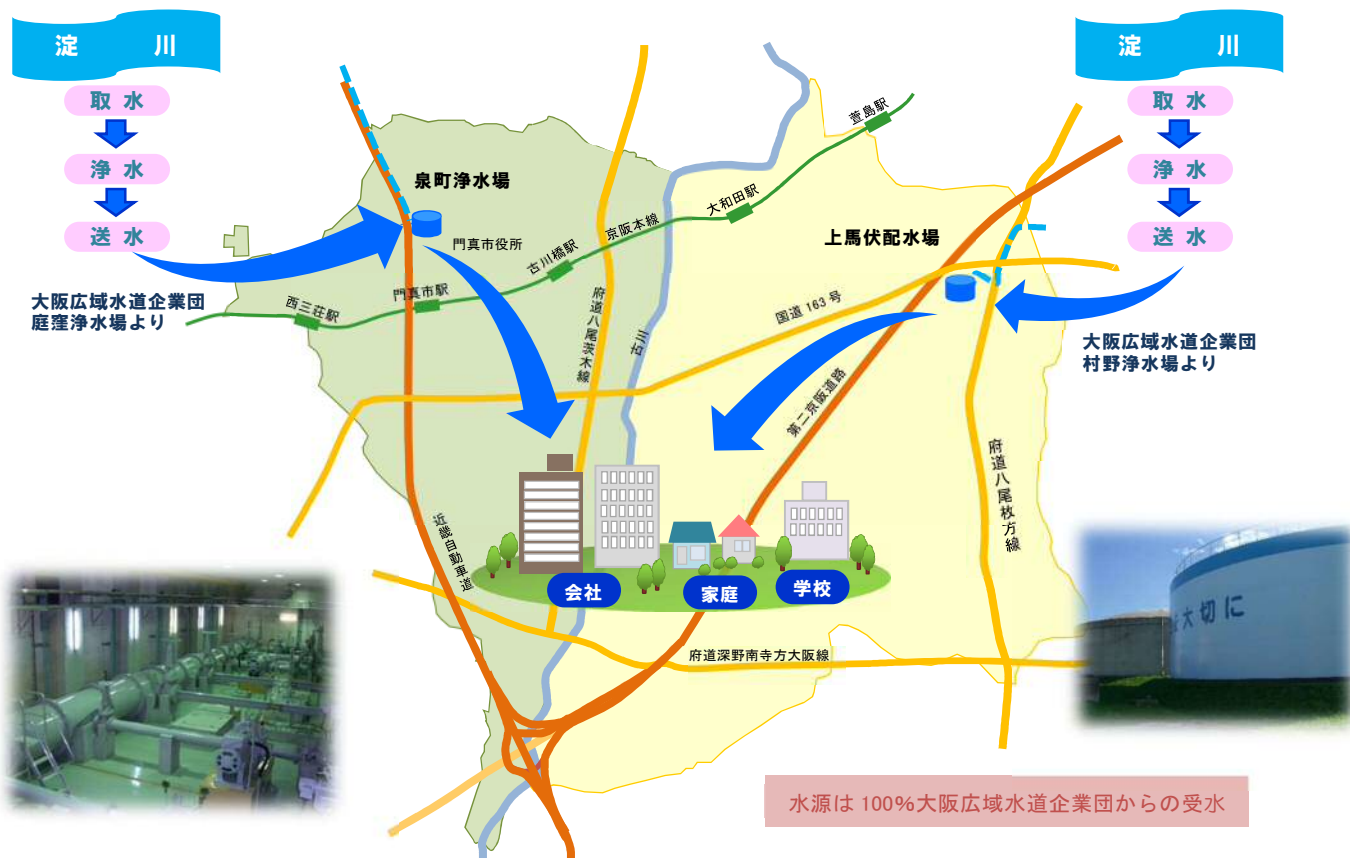 淀 川
取 水
浄 水
送 水
大阪広域水道企業団
庭窪浄水場より
淀 川
取 水
浄 水
送 水
大阪広域水道企業団
村野浄水場より
泉町浄水場
門真市役所
上馬伏配水場
萱島駅
大和田駅
京阪本線
古川橋駅
門真市駅
西三荘駅
府道八尾茨木線
古川
国道 163 号
第二京阪道路
府道八尾枚方線
近畿自動車道
会社
家庭
学校
府道深野南寺方大阪線
大切に
水源は 100%大阪広域水道企業団からの受水